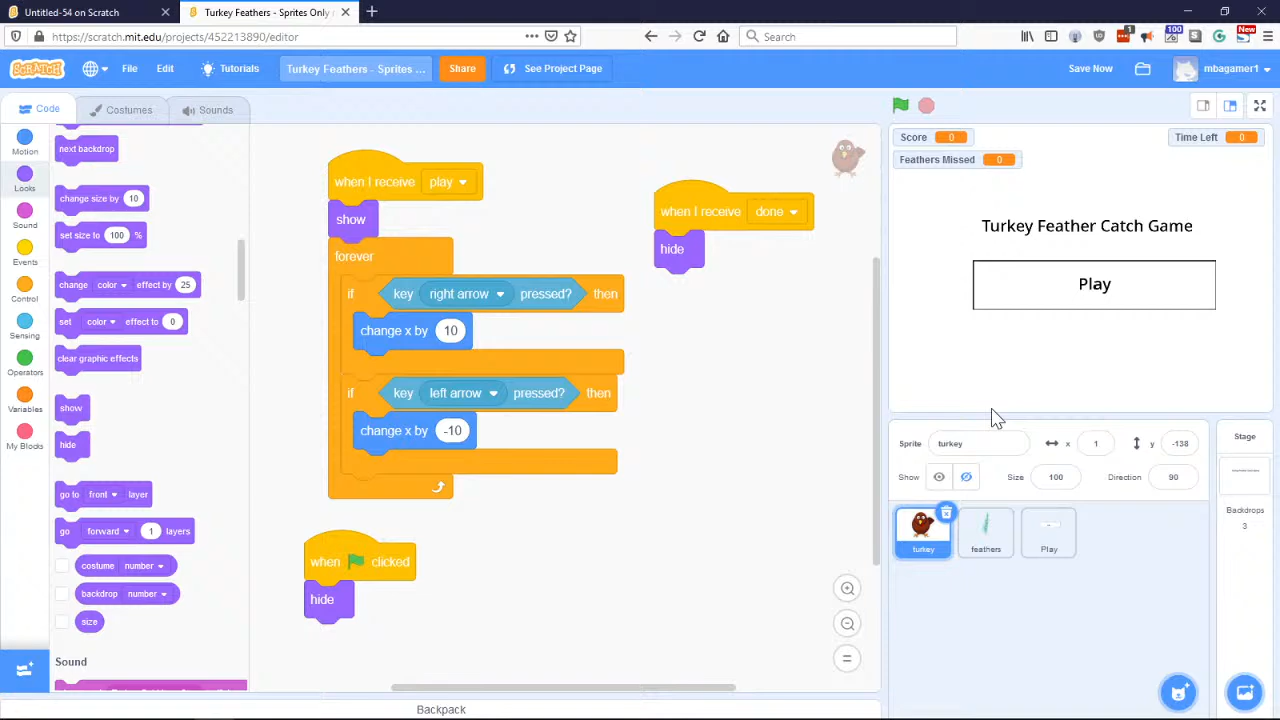 Untitled-54 on Scratch
Turkey Feathers - Sprites Only
https://scratch.mit.edu/projects/452213890/editor
Search
1
100
New
SCRATCH
File
Edit
Tutorials
Turkey Feathers - Sprites ...
Share
See Project Page
Save Now
mbagamer1
Code
Costumes
Sounds
Motion
Looks
Sound
Events
Control
Sensing
Operators
Variables
My Blocks
next backdrop
change size by 10
set size to 100 %
change color effect by 25
set color effect to 0
clear graphic effects
show
hide
go to front layer
go forward 1 layers
costume number
backdrop number
size
Sound
when I receive play
show
forever
if key right arrow pressed? then
change x by 10
if key left arrow pressed? then
change x by -10
when clicked
hide
when I receive done
hide
Score 0
Time Left 0
Feathers Missed 0
Turkey Feather Catch Game
Play
Sprite turkey x 1 y -138
Show Size 100 Direction 90
turkey
feathers
Play
Stage
Backdrops
3
Backpack